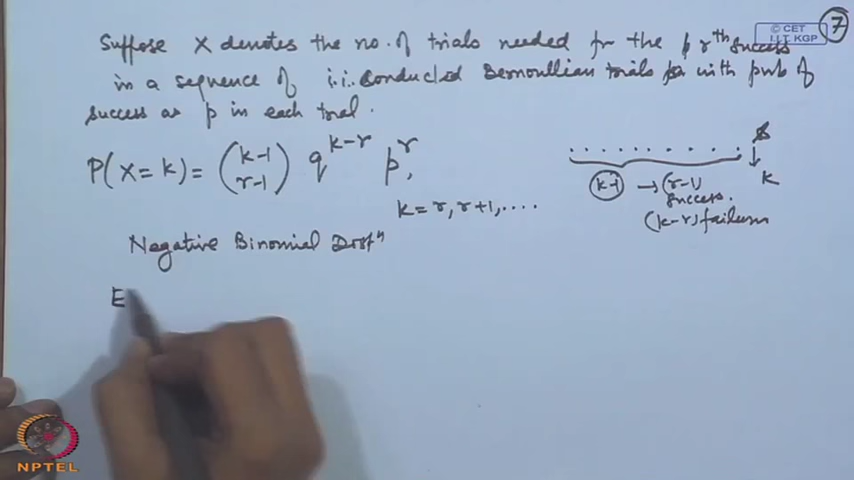 7
© CET
I.I.T. KGP
Suppose X denotes the no. of trials needed for the rth success
in a sequence of i.i. conducted Bernoullian trials with prob of
success as p in each trial.
P(X = k) = (k-1 r-1) q^{k-r} p^r,
k = r, r+1, ....
k-1 → (r-1) success.
(k-r) failures
k
Negative Binomial Distⁿ
E
NPTEL